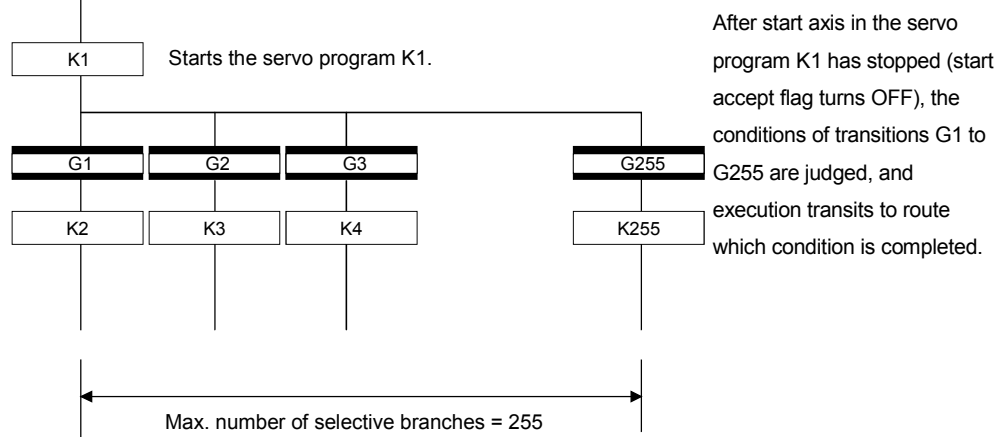 K1
Starts the servo program K1.
After start axis in the servo
program K1 has stopped (start
accept flag turns OFF), the
conditions of transitions G1 to
G255 are judged, and
execution transits to route
which condition is completed.
G1 G2 G3 G255
K2 K3 K4 K255
Max. number of selective branches = 255